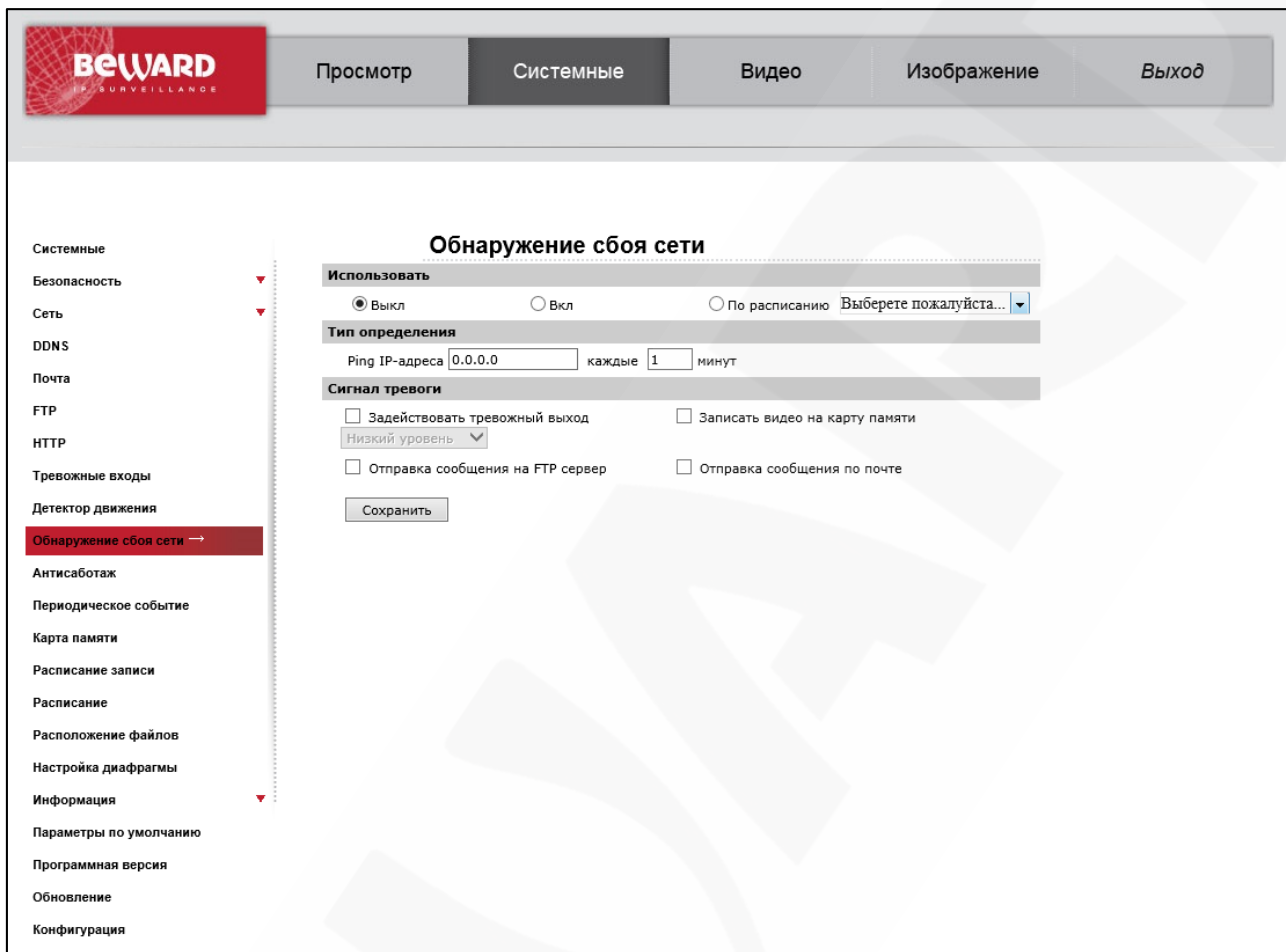 BEWARD
IP SURVEILLANCE
Просмотр
Системные
Видео
Изображение
Выход
Системные
Безопасность
Сеть
DDNS
Почта
FTP
HTTP
Тревожные входы
Детектор движения
Обнаружение сбоя сети →
Антисаботаж
Периодическое событие
Карта памяти
Расписание записи
Расписание
Расположение файлов
Настройка диафрагмы
Информация
Параметры по умолчанию
Программная версия
Обновление
Конфигурация
Обнаружение сбоя сети
Использовать
Выкл Вкл По расписанию Выберете пожалуйста...
Тип определения
Ping IP-адреса 0.0.0.0 каждые 1 минут
Сигнал тревоги
Задействовать тревожный выход Записать видео на карту памяти
Низкий уровень
Отправка сообщения на FTP сервер Отправка сообщения по почте
Сохранить